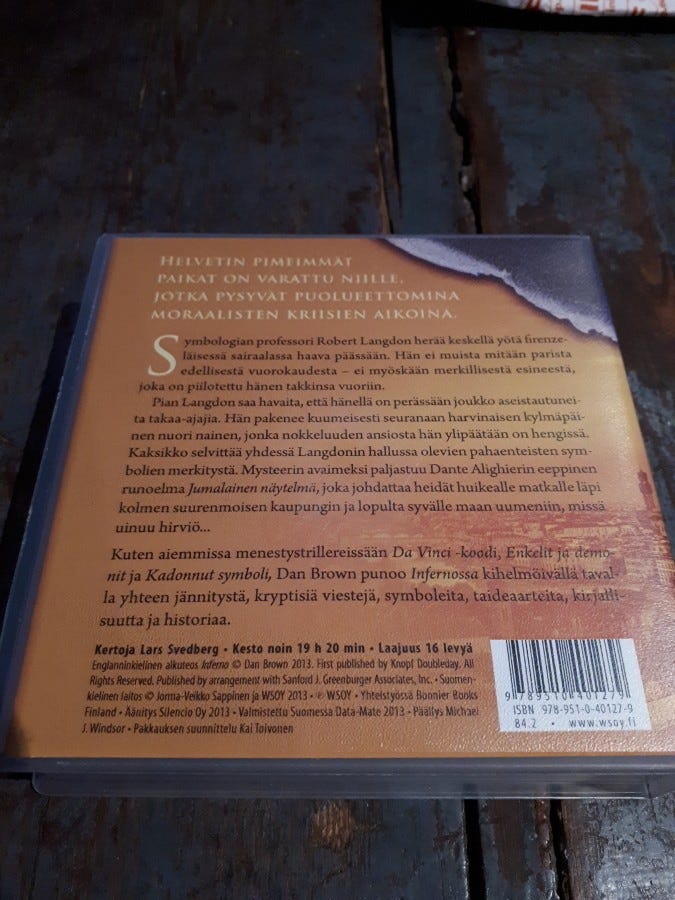 HELVETIN PIMEIMMÄT
PAIKAT ON VARATTU NIILLE,
JOTKA PYSYVÄT PUOLUEETTOMINA
MORAALISTEN KRIISIEN AIKOINA.
Symbologian professori Robert Langdon herää keskellä yötä firenze-
läisessä sairaalassa haava päässään. Hän ei muista mitään parista
edellisestä vuorokaudesta – ei myöskään merkillisestä esineestä,
joka on piilotettu hänen takkinsa vuoriin.
Pian Langdon saa havaita, että hänellä on perässään joukko aseistautunei-
ta takaa-ajajia. Hän pakenee kuumeisesti seuranaan harvinaisen kylmäpäi-
nen nuori nainen, jonka nokkeluuden ansiosta hän ylipäätään on hengissä.
Kaksikko selvittää yhdessä Langdonin hallussa olevien pahaenteisten sym-
bolien merkitystä. Mysteerin avaimeksi paljastuu Dante Alighierin eeppinen
runoelma Jumalainen näytelmä, joka johdattaa heidät huikealle matkalle läpi
kolmen suurenmoisen kaupungin ja lopulta syvälle maan uumeniin, missä
uinuu hirviö...
Kuten aiemmissa menestystrillereissään Da Vinci -koodi, Enkelit ja demo-
nit ja Kadonnut symboli, Dan Brown punoo Infernossa kihelmöivällä taval-
la yhteen jännitystä, kryptisiä viestejä, symboleita, taideaarteita, kirjalli-
suutta ja historiaa.
Kertoja Lars Svedberg • Kesto noin 19 h 20 min • Laajuus 16 levyä
Englanninkielinen alkuteos Inferno © Dan Brown 2013. First published by Knopf Doubleday. All
Rights Reserved. Published by arrangement with Sanford J. Greenburger Associates, Inc. • Suomen-
kielinen laitos © Jorma-Veikko Sappinen ja WSOY 2013 • ℗ WSOY • Yhteistyössä Bonnier Books
Finland • Äänitys Silencio Oy 2013 • Valmistettu Suomessa Data-Mate 2013 • Päällys Michael
J. Windsor • Pakkauksen suunnittelu Kai Toivonen
9 789510 401279
ISBN 978-951-0-40127-9
84.2 • www.wsoy.fi